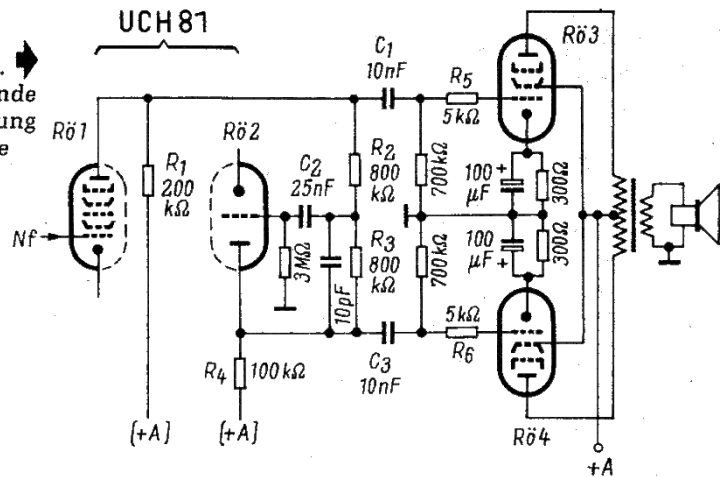 UCH 81
.
nde
ung
e
Rö1
Nf
R1
200
kΩ
[+A]
Rö2
C2
25nF
3MΩ
10pF
R4
100kΩ
[+A]
C1
10nF
R2
800
kΩ
R3
800
kΩ
C3
10nF
700kΩ
700kΩ
R5
5kΩ
5kΩ
R6
Rö3
100
µF
+
300Ω
100
µF
+
300Ω
Rö4
+A